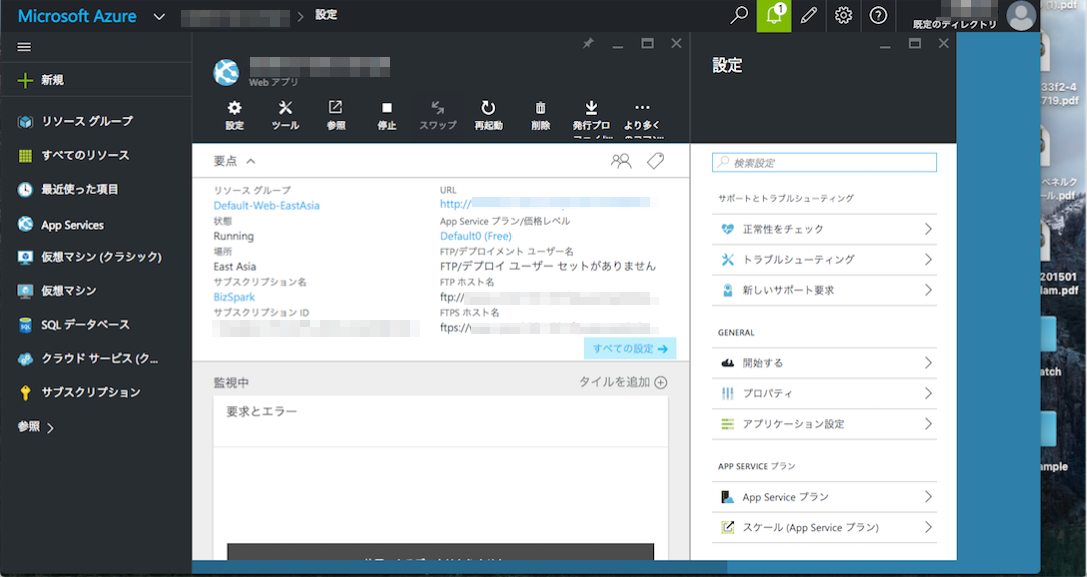 Microsoft Azure
設定
1
既定のディレクトリ
新規
リソース グループ
すべてのリソース
最近使った項目
App Services
仮想マシン (クラシック)
仮想マシン
SQL データベース
クラウド サービス (ク...
サブスクリプション
参照
Web アプリ
設定
ツール
参照
停止
スワップ
再起動
削除
発行プロ
より多く
要点
リソース グループ
Default-Web-EastAsia
状態
Running
場所
East Asia
サブスクリプション名
BizSpark
サブスクリプション ID
URL
http://
App Service プラン/価格レベル
Default0 (Free)
FTP/デプロイメント ユーザー名
FTP/デプロイ ユーザー セットがありません
FTP ホスト名
ftp://
FTPS ホスト名
ftps://
すべての設定 →
監視中
タイルを追加
要求とエラー
設定
検索設定
サポートとトラブルシューティング
正常性をチェック
トラブルシューティング
新しいサポート要求
GENERAL
開始する
プロパティ
アプリケーション設定
APP SERVICE プラン
App Service プラン
スケール (App Service プラン)
33f2-4
719.pdf
ベネルク
ル.pdf
201501
lam.pdf
atch
mple